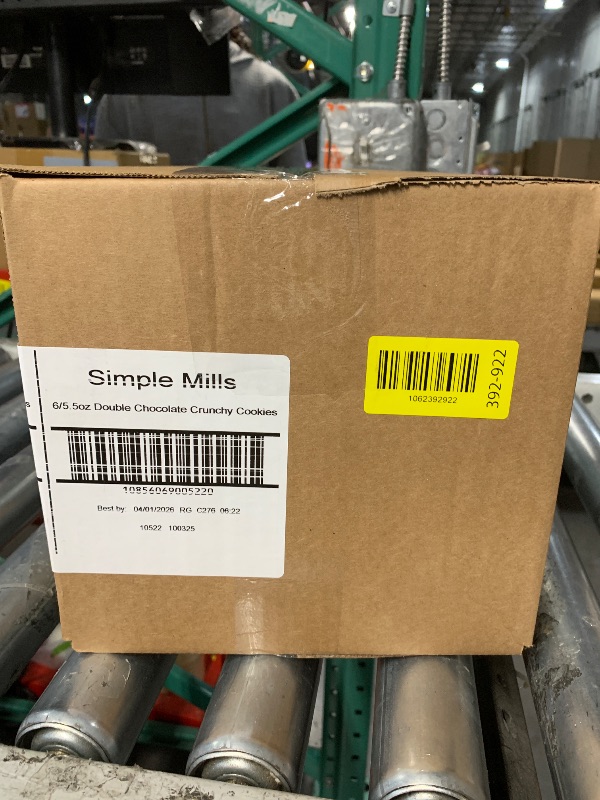 Simple Mills
6/5.5oz Double Chocolate Crunchy Cookies
10856069005220
Best by: 04/01/2026 RG C276 06:22
10522 100325
1062392922
392-922